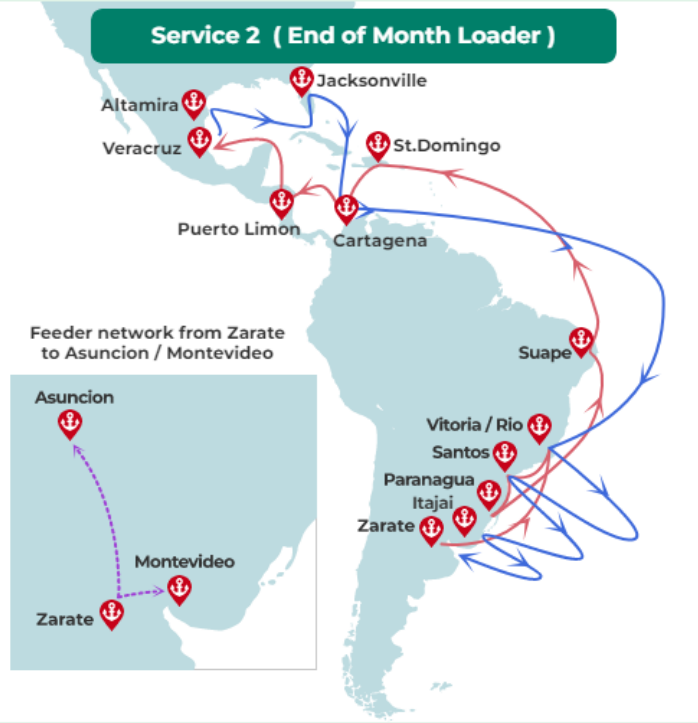 Service 2 ( End of Month Loader )
Jacksonville
Altamira
Veracruz
St.Domingo
Puerto Limon
Cartagena
Feeder network from Zarate
to Asuncion / Montevideo
Suape
Asuncion
Vitoria / Rio
Santos
Paranagua
Itajai
Zarate
Montevideo
Zarate